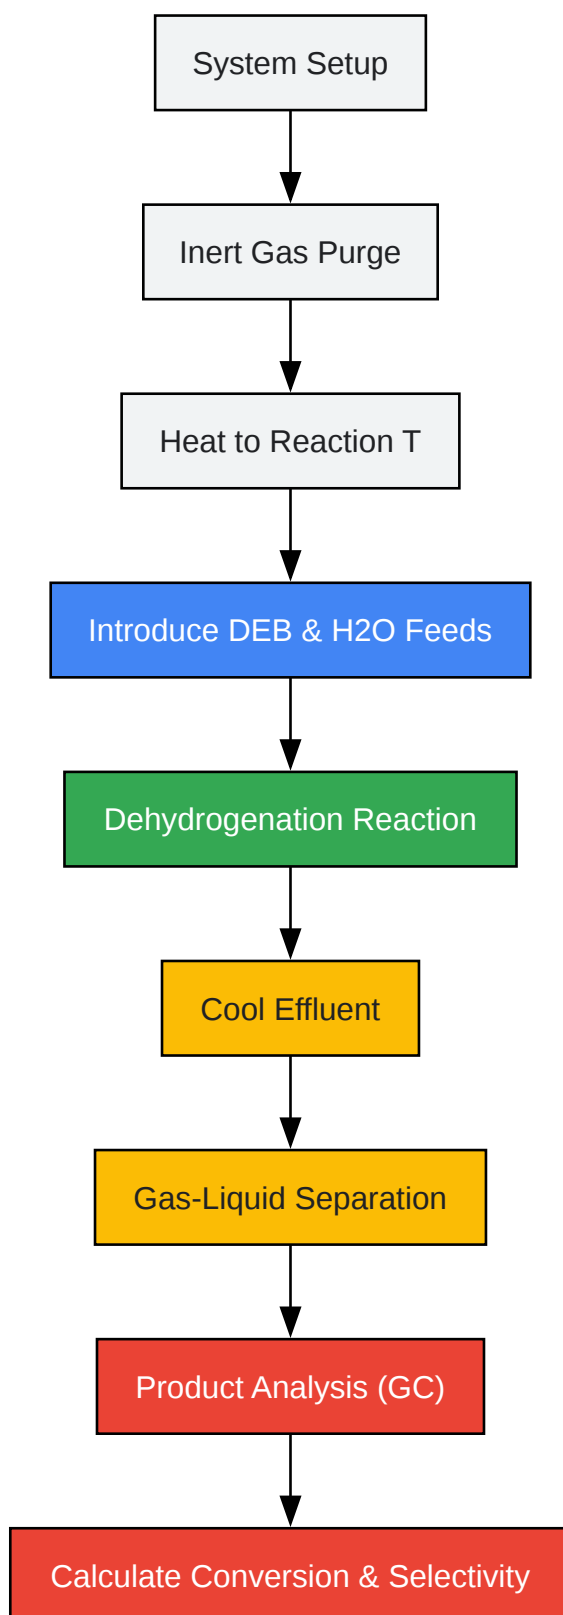 System Setup
Inert Gas Purge
Heat to Reaction T
Introduce DEB & H2O Feeds
Dehydrogenation Reaction
Cool Effluent
Gas-Liquid Separation
Product Analysis (GC)
Calculate Conversion & Selectivity